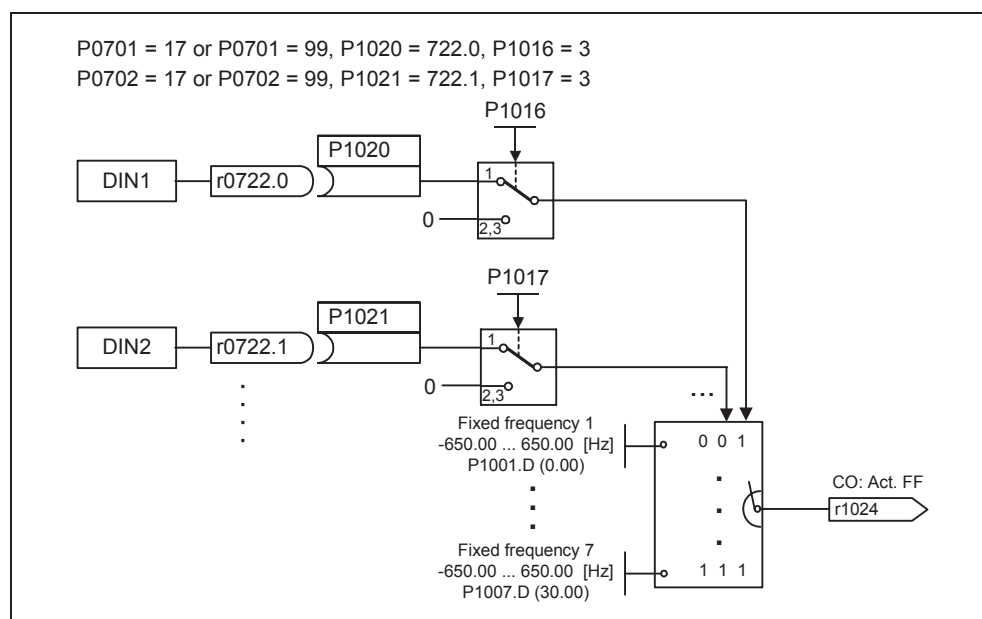 P0701 = 17 or P0701 = 99, P1020 = 722.0, P1016 = 3
P0702 = 17 or P0702 = 99, P1021 = 722.1, P1017 = 3
P1016
P1020
DIN1
r0722.0
1
0
2,3
P1017
P1021
DIN2
r0722.1
1
0
2,3
...
Fixed frequency 1
-650.00 ... 650.00 [Hz]
P1001.D (0.00)
0 0 1
CO: Act. FF
r1024
Fixed frequency 7
-650.00 ... 650.00 [Hz]
P1007.D (30.00)
1 1 1